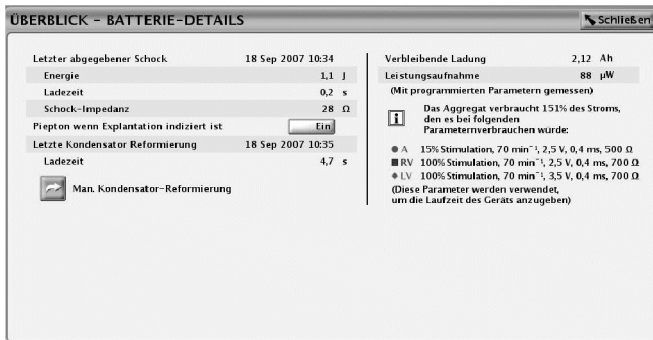 ÜBERBLICK – BATTERIE-DETAILS
Schließen
Letzter abgegebener Schock 18 Sep 2007 10:34
Energie 1,1 J
Ladezeit 0,2 s
Schock-Impedanz 28 Ω
Piepton wenn Explantation indiziert ist Ein
Letzte Kondensator Reformierung 18 Sep 2007 10:35
Ladezeit 4,7 s
Man. Kondensator-Reformierung
Verbleibende Ladung 2,12 Ah
Leistungsaufnahme 88 µW
(Mit programmierten Parametern gemessen)
Das Aggregat verbraucht 151% des Stroms,
den es bei folgenden
Parameternverbrauchen würde:
A 15% Stimulation, 70 min⁻¹, 2,5 V, 0,4 ms, 500 Ω
RV 100% Stimulation, 70 min⁻¹, 2,5 V, 0,4 ms, 700 Ω
LV 100% Stimulation, 70 min⁻¹, 3,5 V, 0,4 ms, 700 Ω
(Diese Parameter werden verwendet,
um die Laufzeit des Geräts anzugeben)